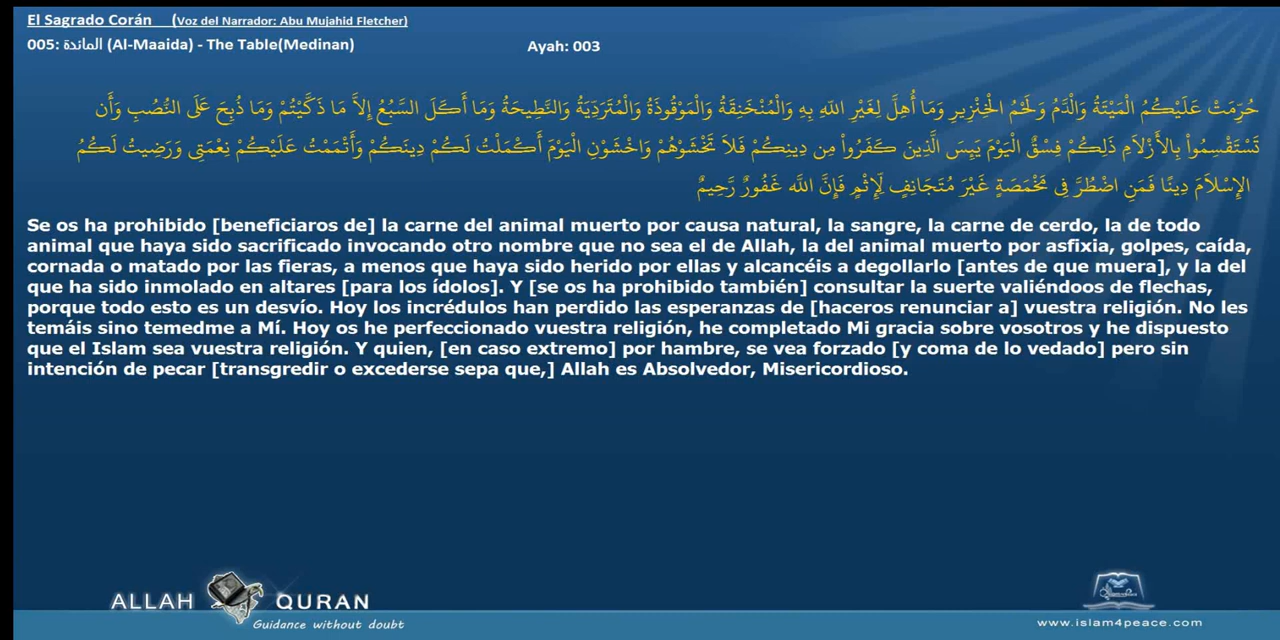 El Sagrado Corán (Voz del Narrador: Abu Mujahid Fletcher)
005: المائدة (Al-Maaida) - The Table(Medinan) Ayah: 003
حُرِّمَتْ عَلَيْكُمُ الْمَيْتَةُ وَالْدَّمُ وَلَحْمُ الْخِنْزِيرِ وَمَا أُهِلَّ لِغَيْرِ اللّهِ بِهِ وَالْمُنْخَنِقَةُ وَالْمَوْقُوذَةُ وَالْمُتَرَدِّيَةُ وَالنَّطِيحَةُ وَمَا أَكَلَ السَّبُعُ إِلاَّ مَا ذَكَّيْتُمْ وَمَا ذُبِحَ عَلَى النُّصُبِ وَأَن
تَسْتَقْسِمُواْ بِالأَزْلاَمِ ذَلِكُمْ فِسْقٌ الْيَوْمَ يَئِسَ الَّذِينَ كَفَرُواْ مِن دِينِكُمْ فَلاَ تَخْشَوْهُمْ وَاخْشَوْنِ الْيَوْمَ أَكْمَلْتُ لَكُمْ دِينَكُمْ وَأَتْمَمْتُ عَلَيْكُمْ نِعْمَتِي وَرَضِيتُ لَكُمُ
الإِسْلاَمَ دِينًا فَمَنِ اضْطُرَّ فِي مَخْمَصَةٍ غَيْرَ مُتَجَانِفٍ لِّإِثْمٍ فَإِنَّ اللّهَ غَفُورٌ رَّحِيمٌ
Se os ha prohibido [beneficiaros de] la carne del animal muerto por causa natural, la sangre, la carne de cerdo, la de todo
animal que haya sido sacrificado invocando otro nombre que no sea el de Allah, la del animal muerto por asfixia, golpes, caída,
cornada o matado por las fieras, a menos que haya sido herido por ellas y alcancéis a degollarlo [antes de que muera], y la del
que ha sido inmolado en altares [para los ídolos]. Y [se os ha prohibido también] consultar la suerte valiéndoos de flechas,
porque todo esto es un desvío. Hoy los incrédulos han perdido las esperanzas de [haceros renunciar a] vuestra religión. No les
temáis sino temedme a Mí. Hoy os he perfeccionado vuestra religión, he completado Mi gracia sobre vosotros y he dispuesto
que el Islam sea vuestra religión. Y quien, [en caso extremo] por hambre, se vea forzado [y coma de lo vedado] pero sin
intención de pecar [transgredir o excederse sepa que,] Allah es Absolvedor, Misericordioso.
ALLAH QURAN
Guidance without doubt
www.islam4peace.com